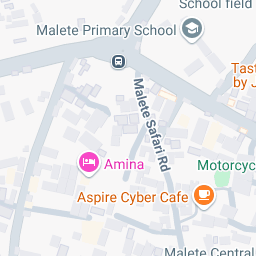 School field
Malete Primary School
Tast
by J
Malete Safari Rd
Amina
Motorcyc
Aspire Cyber Cafe
Malete Central